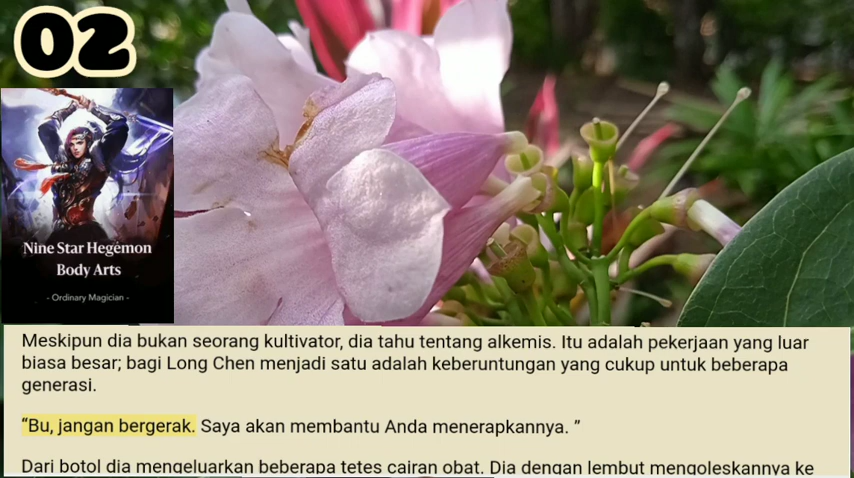 02
Nine Star Hegemon
Body Arts
- Ordinary Magician -
Meskipun dia bukan seorang kultivator, dia tahu tentang alkemis. Itu adalah pekerjaan yang luar
biasa besar; bagi Long Chen menjadi satu adalah keberuntungan yang cukup untuk beberapa
generasi.
“Bu, jangan bergerak. Saya akan membantu Anda menerapkannya. ”
Dari botol dia mengeluarkan beberapa tetes cairan obat. Dia dengan lembut mengoleskannya ke